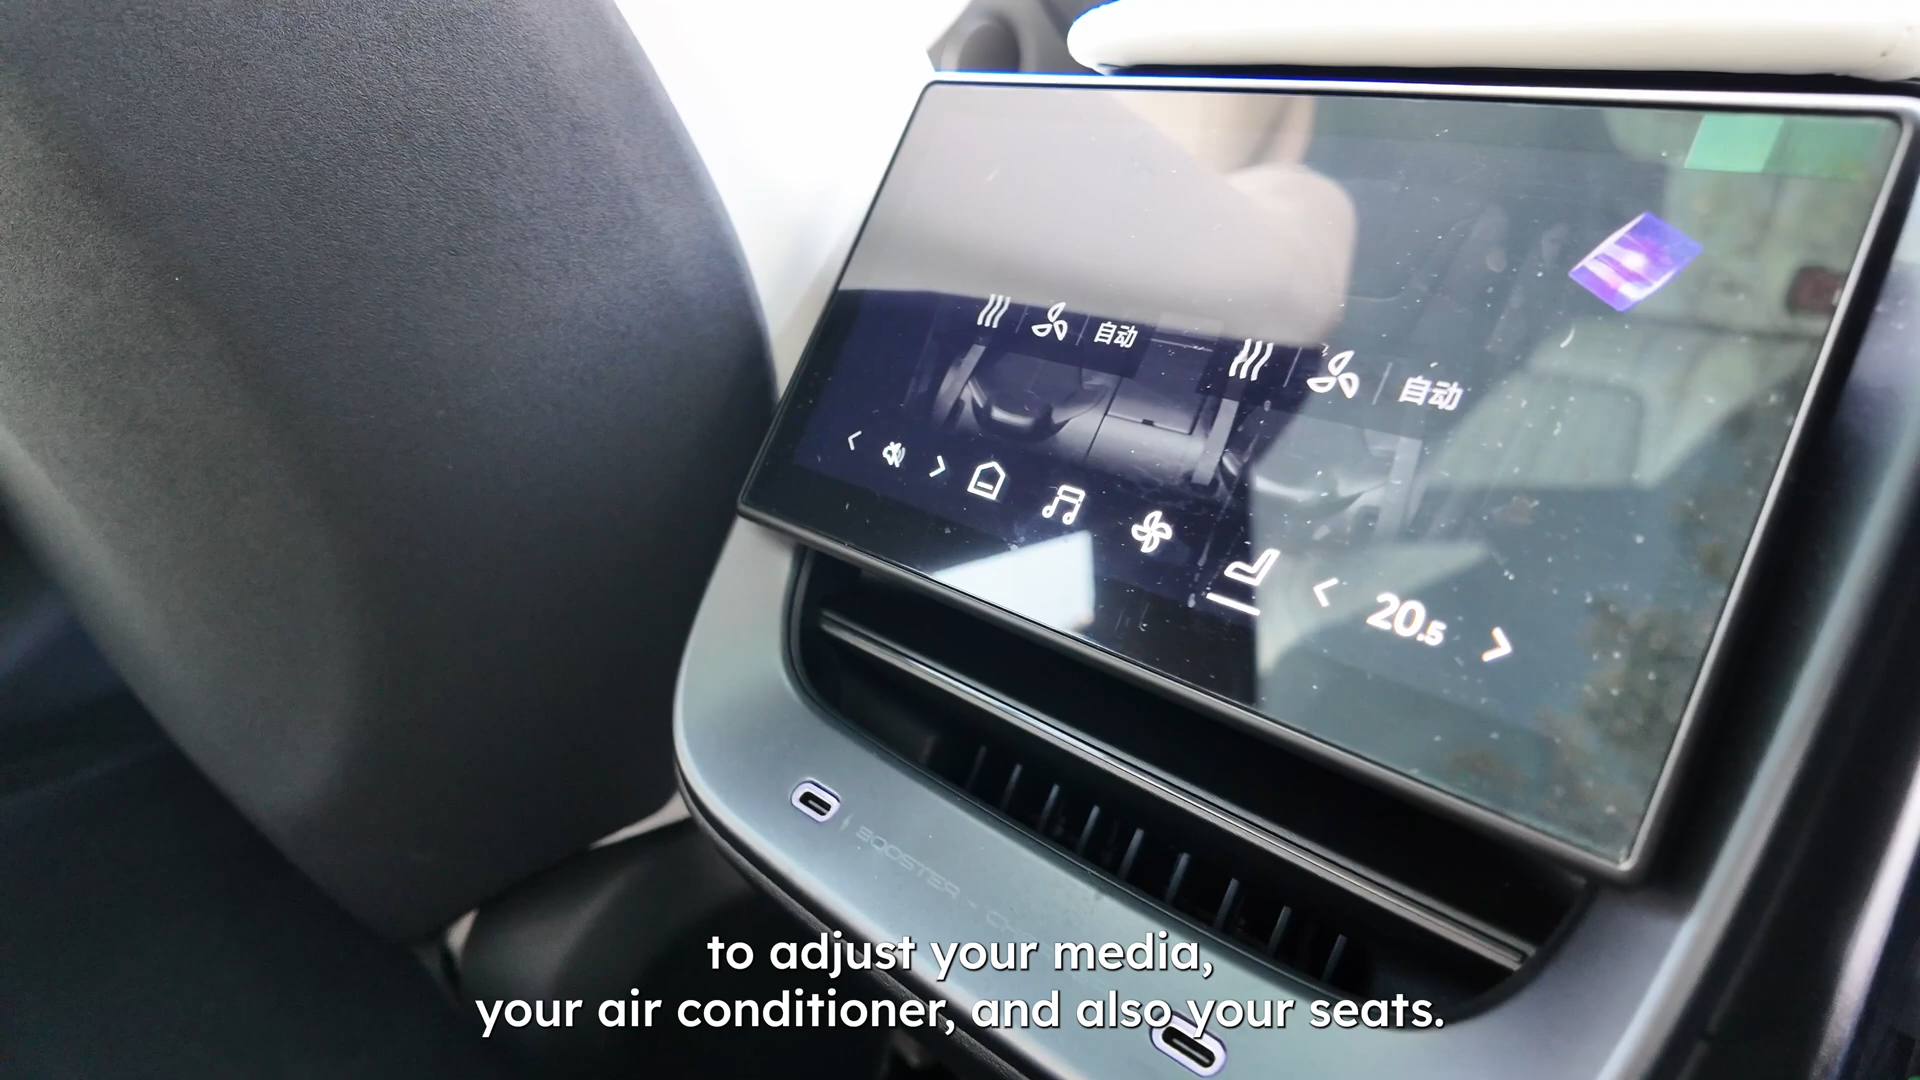 自动
自动
20.5
BOOSTER
to adjust your media,
your air conditioner, and also your seats.